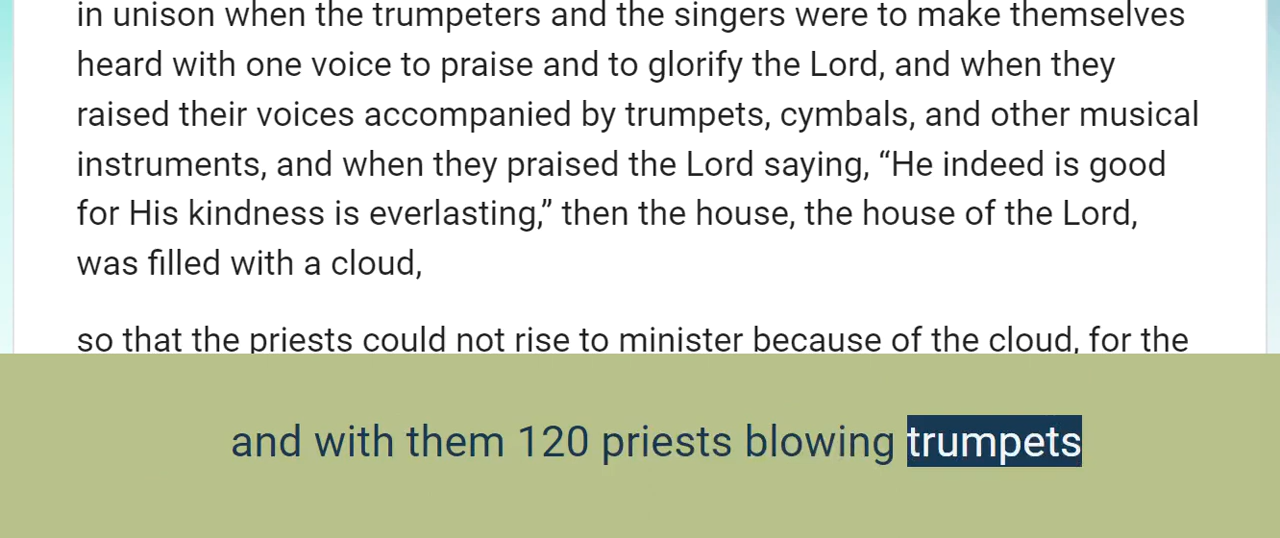 in unison when the trumpeters and the singers were to make themselves
heard with one voice to praise and to glorify the Lord, and when they
raised their voices accompanied by trumpets, cymbals, and other musical
instruments, and when they praised the Lord saying, “He indeed is good
for His kindness is everlasting,” then the house, the house of the Lord,
was filled with a cloud,
so that the priests could not rise to minister because of the cloud, for the
and with them 120 priests blowing trumpets